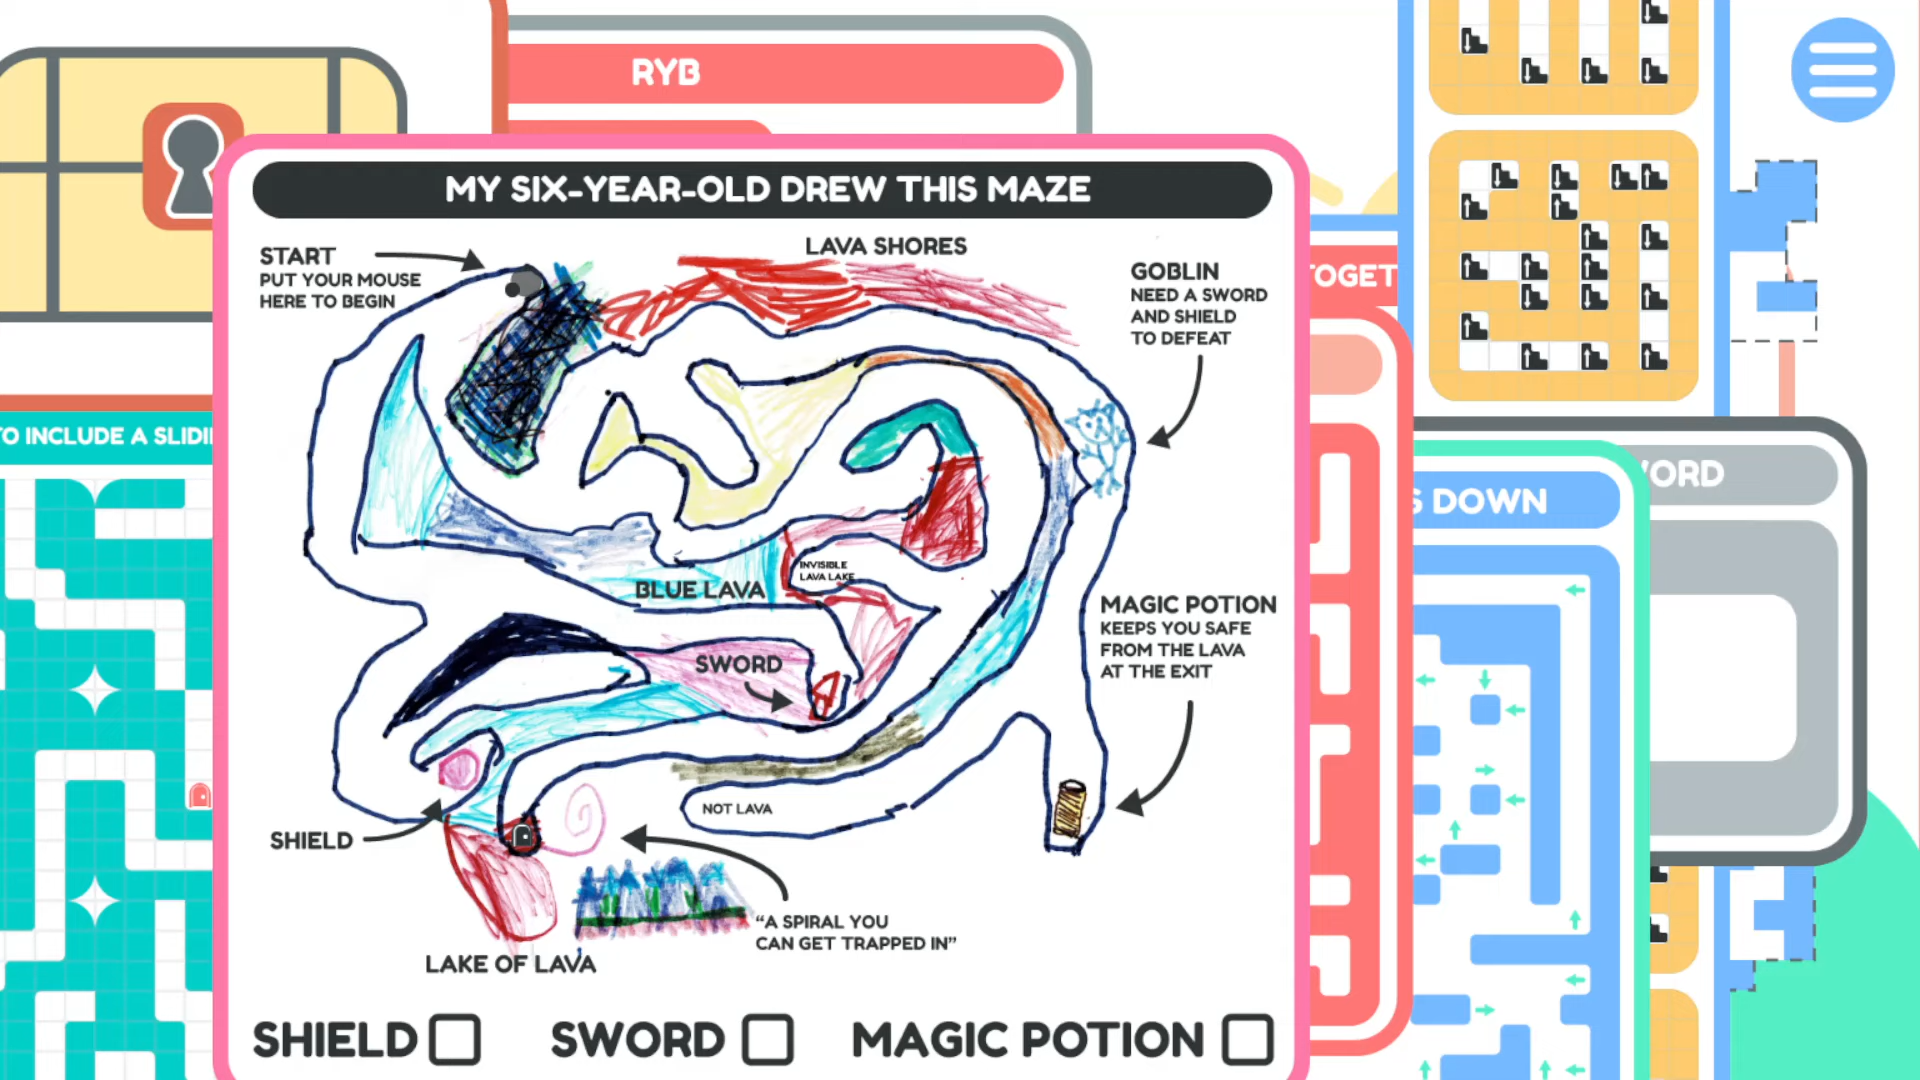 RYB
MY SIX-YEAR-OLD DREW THIS MAZE
START
PUT YOUR MOUSE
HERE TO BEGIN
LAVA SHORES
GOBLIN
NEED A SWORD
AND SHIELD
TO DEFEAT
TOGET
TO INCLUDE A SLIDI
WORD
S DOWN
INVISIBLE
LAVA LAKE
BLUE LAVA
MAGIC POTION
KEEPS YOU SAFE
FROM THE LAVA
AT THE EXIT
SWORD
NOT LAVA
SHIELD
"A SPIRAL YOU
CAN GET TRAPPED IN"
LAKE OF LAVA
SHIELD
SWORD
MAGIC POTION